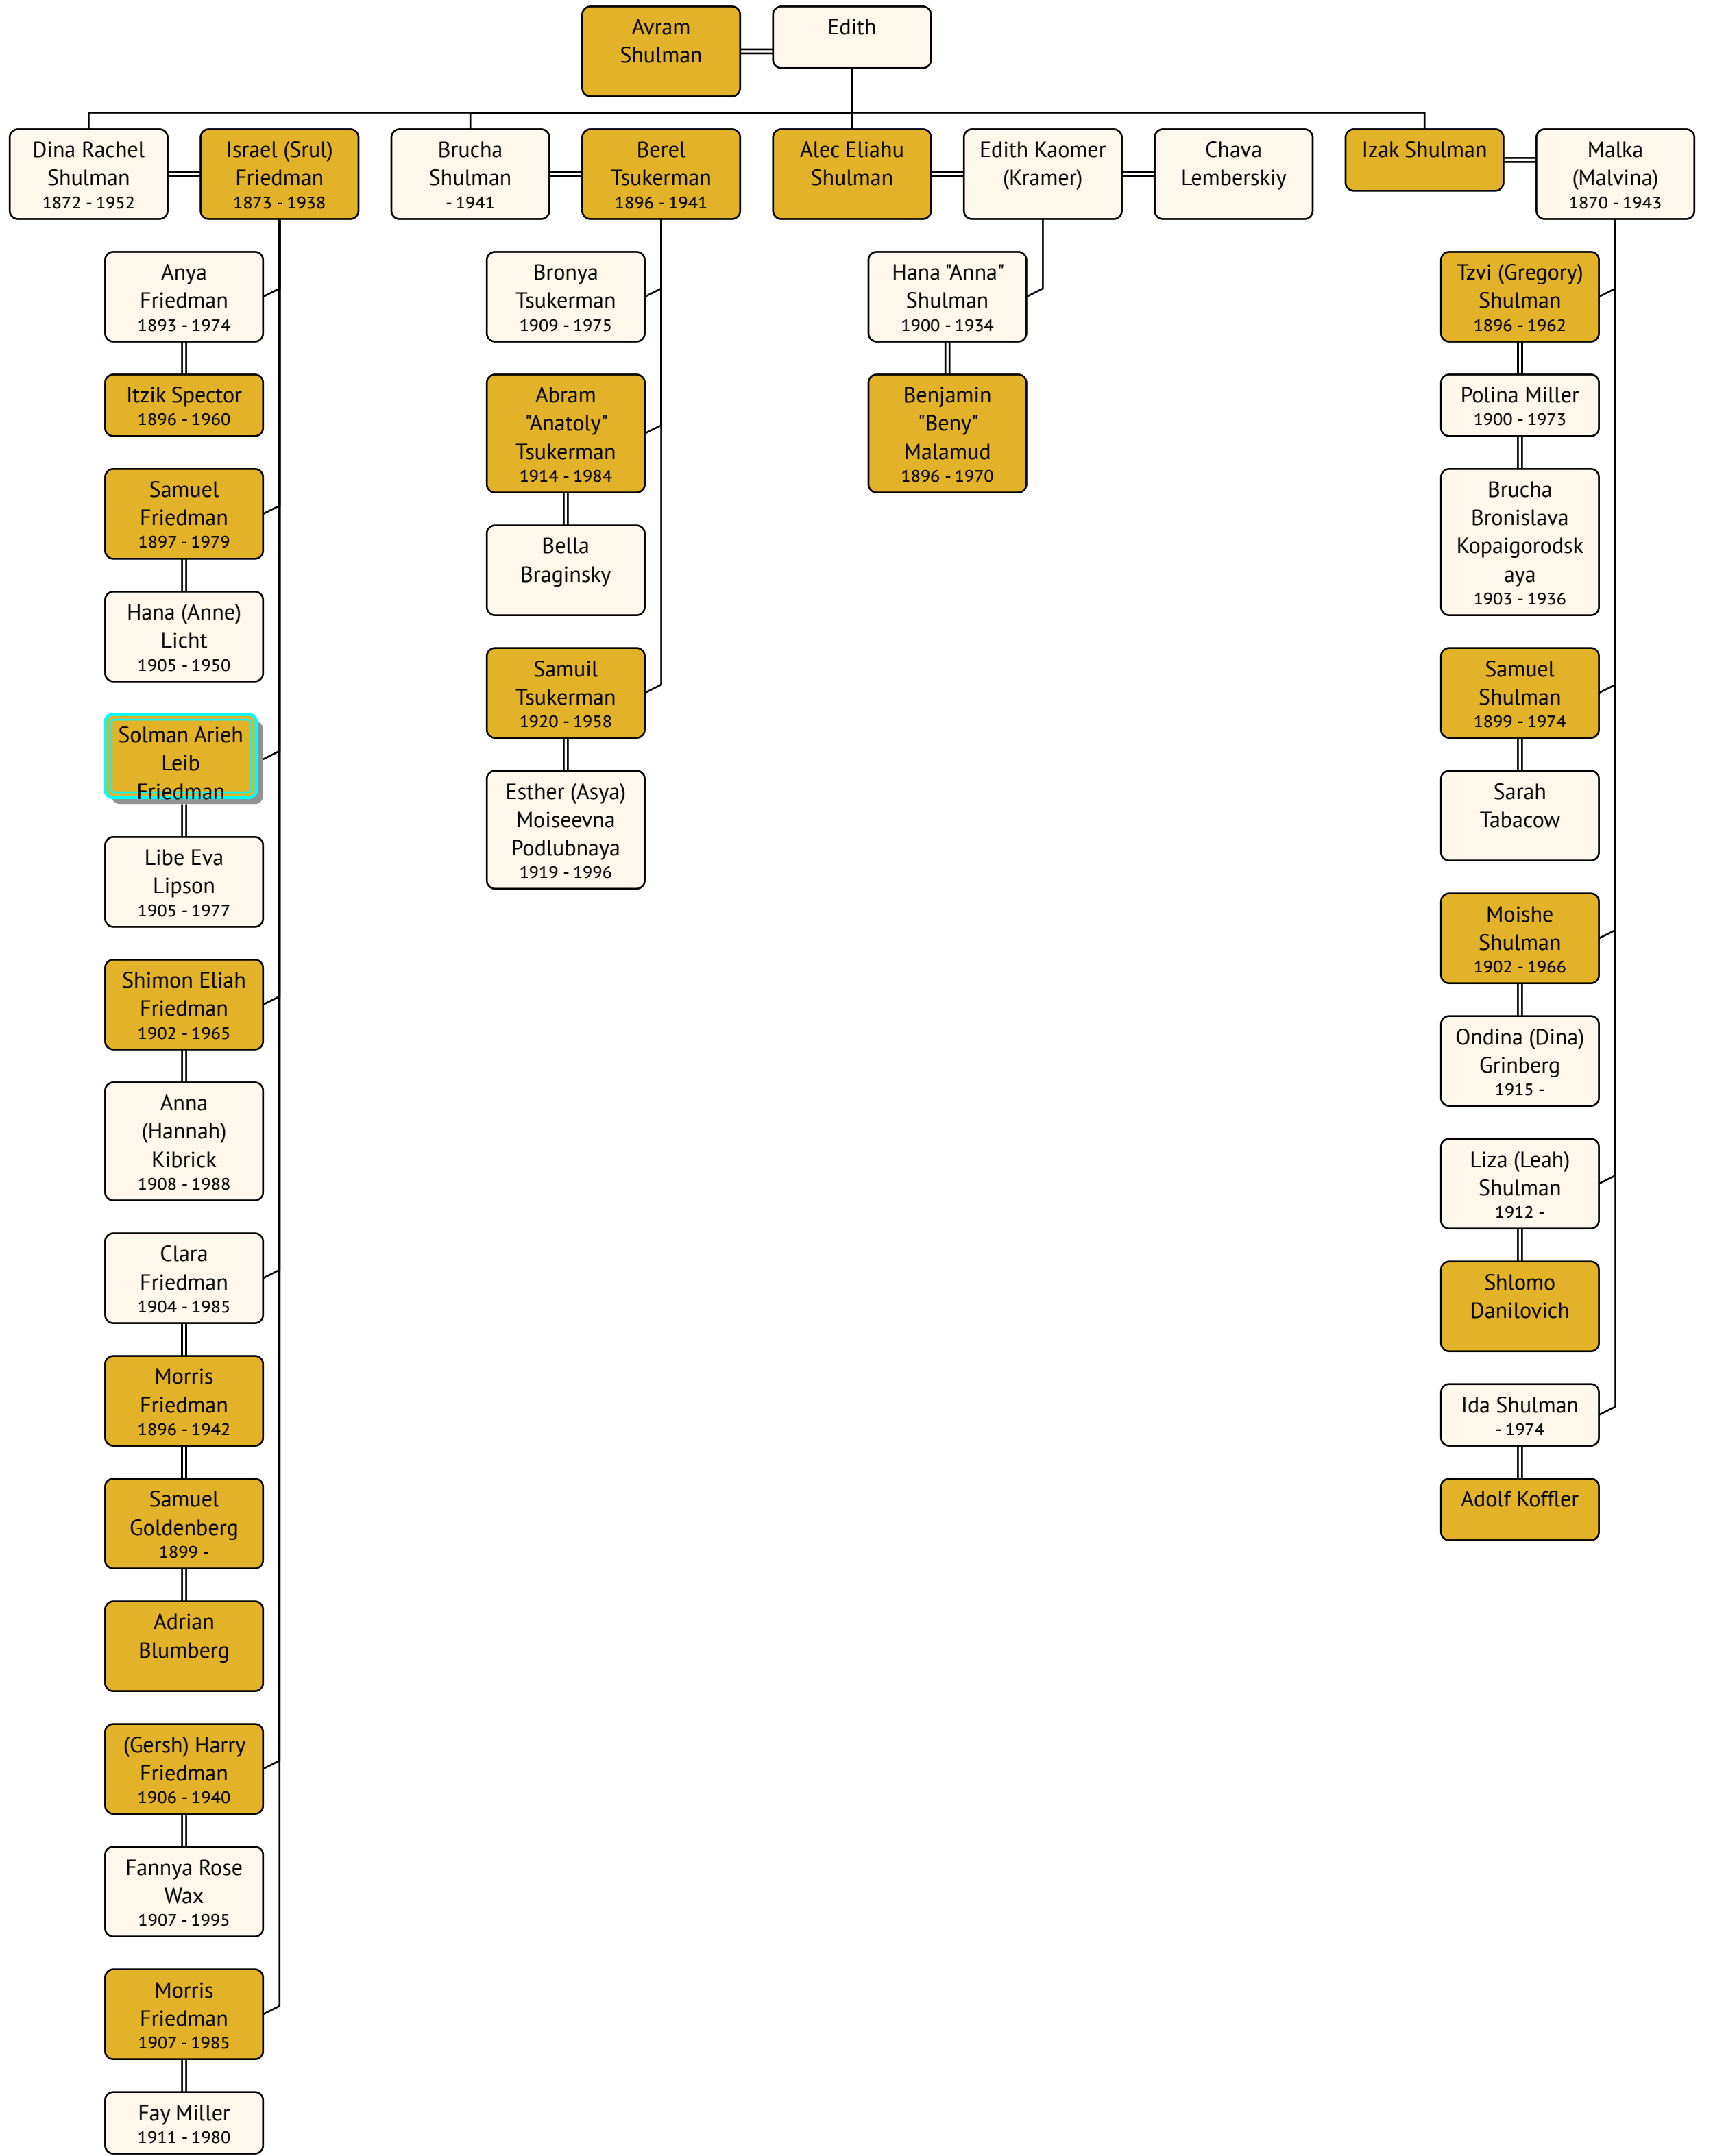 Avram
Shulman
Edith
Dina Rachel
Shulman
1872 - 1952
Israel (Srul)
Friedman
1873 - 1938
Brucha
Shulman
- 1941
Berel
Tsukerman
1896 - 1941
Alec Eliahu
Shulman
Edith Kaomer
(Kramer)
Chava
Lemberskiy
Izak Shulman
Malka
(Malvina)
1870 - 1943
Anya
Friedman
1893 - 1974
Itzik Spector
1896 - 1960
Samuel
Friedman
1897 - 1979
Hana (Anne)
Licht
1905 - 1950
Solman Arieh
Leib
Friedman
Libe Eva
Lipson
1905 - 1977
Shimon Eliah
Friedman
1902 - 1965
Anna
(Hannah)
Kibrick
1908 - 1988
Clara
Friedman
1904 - 1985
Morris
Friedman
1896 - 1942
Samuel
Goldenberg
1899 -
Adrian
Blumberg
(Gersh) Harry
Friedman
1906 - 1940
Fannya Rose
Wax
1907 - 1995
Morris
Friedman
1907 - 1985
Fay Miller
1911 - 1980
Bronya
Tsukerman
1909 - 1975
Abram
"Anatoly"
Tsukerman
1914 - 1984
Bella
Braginsky
Samuil
Tsukerman
1920 - 1958
Esther (Asya)
Moiseevna
Podlubnaya
1919 - 1996
Hana "Anna"
Shulman
1900 - 1934
Benjamin
"Beny"
Malamud
1896 - 1970
Tzvi (Gregory)
Shulman
1896 - 1962
Polina Miller
1900 - 1973
Brucha
Bronislava
Kopaigorodsk
aya
1903 - 1936
Samuel
Shulman
1899 - 1974
Sarah
Tabacow
Moishe
Shulman
1902 - 1966
Ondina (Dina)
Grinberg
1915 -
Liza (Leah)
Shulman
1912 -
Shlomo
Danilovich
Ida Shulman
- 1974
Adolf Koffler